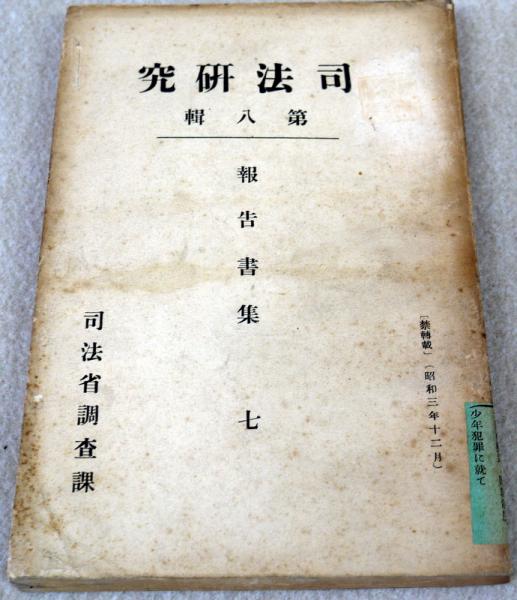 司法研究
第八輯
報告書集 七
[禁轉載](昭和三年十二月)
司法省調査課
少年犯罪に就て